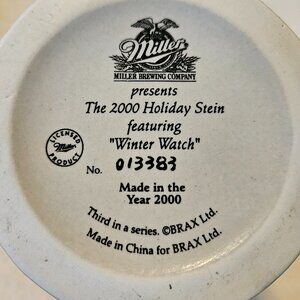 Miller
MILLER BREWING COMPANY
presents
The 2000 Holiday Stein
featuring
"Winter Watch"
LICENSED
Miller
PRODUCT
No. 013383
Made in the
Year 2000
Third in a series. ©BRAX Ltd.
Made in China for BRAX Ltd.